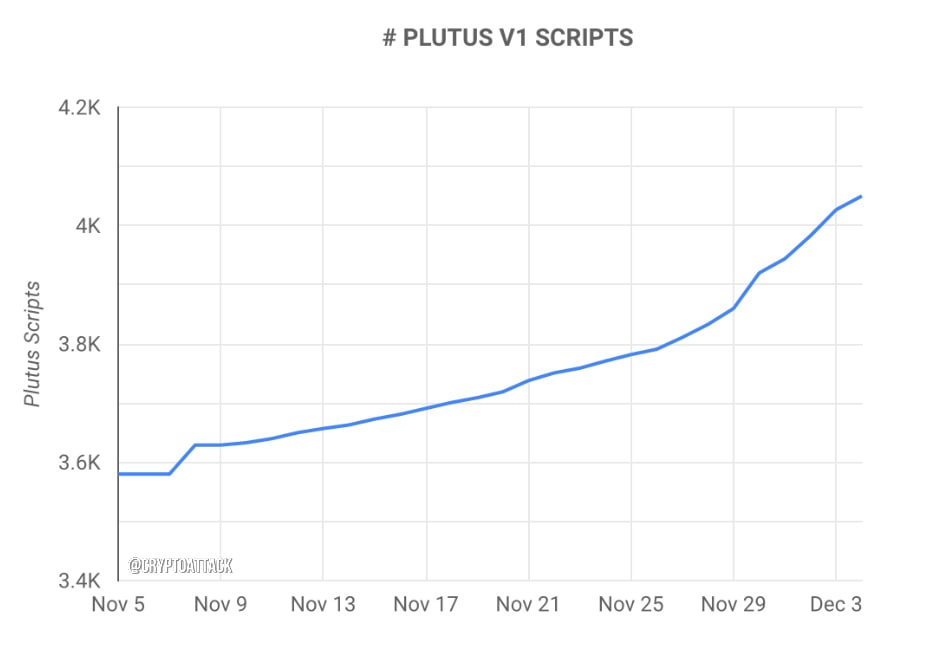 # PLUTUS V1 SCRIPTS
4.2K
4K
3.8K
3.6K
3.4K
Plutus Scripts
@CRYPTOATTACK
Nov 5 Nov 9 Nov 13 Nov 17 Nov 21 Nov 25 Nov 29 Dec 3